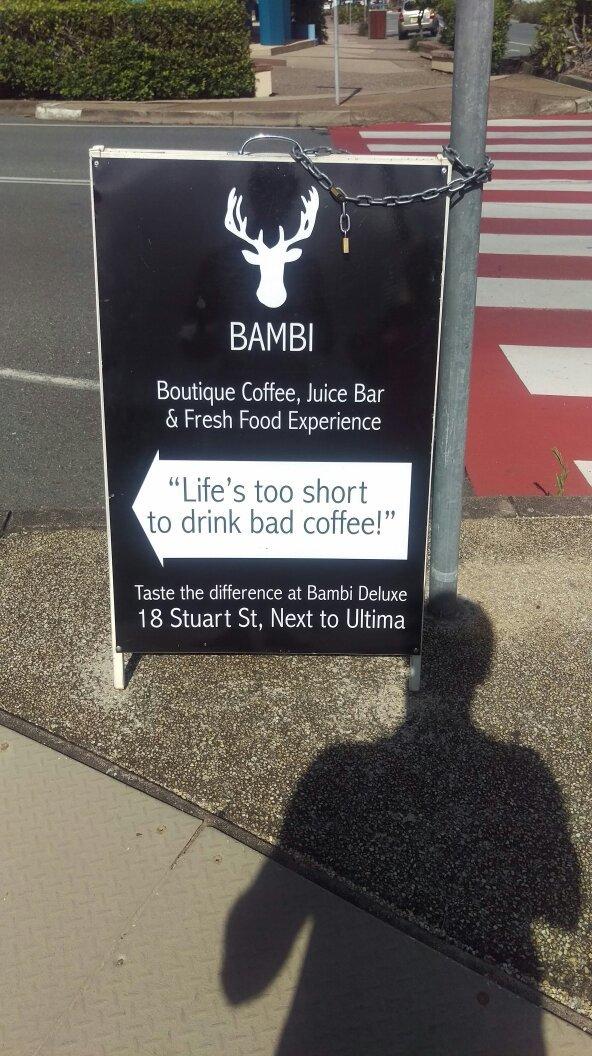 BAMBI
Boutique Coffee, Juice Bar
& Fresh Food Experience
“Life's too short
to drink bad coffee!”
Taste the difference at Bambi Deluxe
18 Stuart St, Next to Ultima